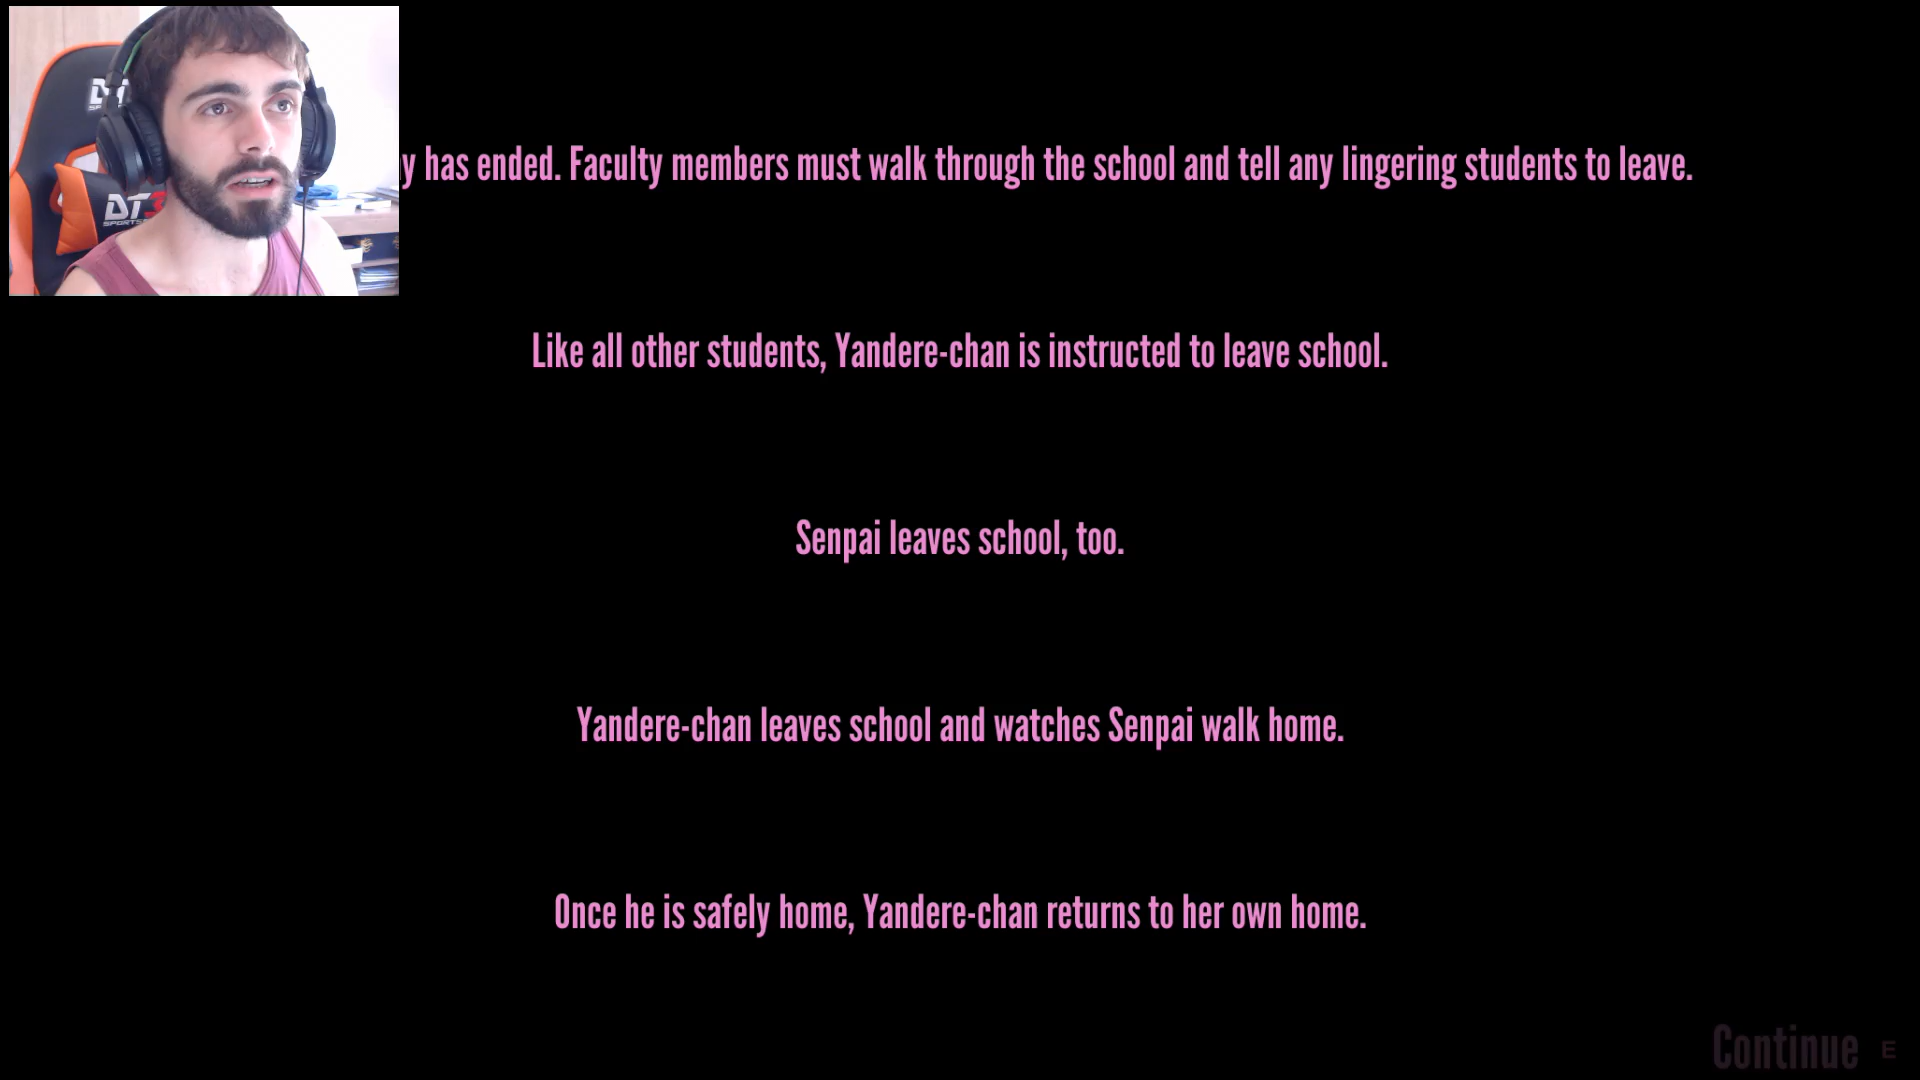 has ended. Faculty members must walk through the school and tell any lingering students to leave.
Like all other students, Yandere-chan is instructed to leave school.
Senpai leaves school, too.
Yandere-chan leaves school and watches Senpai walk home.
Once he is safely home, Yandere-chan returns to her own home.
Continue E